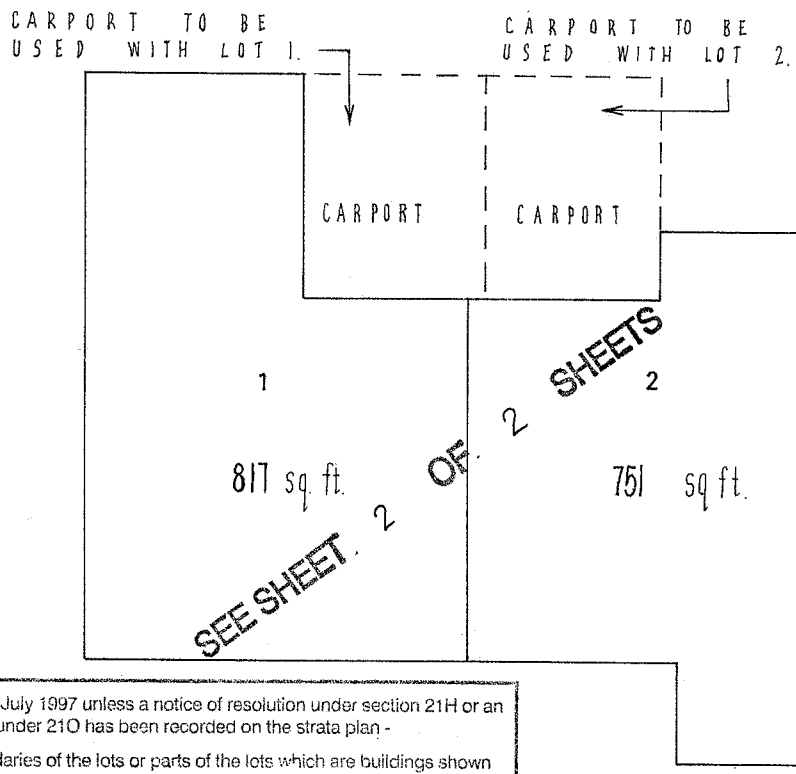 CARPORT TO BE
USED WITH LOT 1.
CARPORT TO BE
USED WITH LOT 2.
CARPORT
CARPORT
1
2
817 sq. ft.
751 sq ft.
SEE SHEET. 2 OF. 2 SHEETS
July 1997 unless a notice of resolution under section 21H or an
under 21O has been recorded on the strata plan -
daries of the lots or parts of the lots which are buildings shown